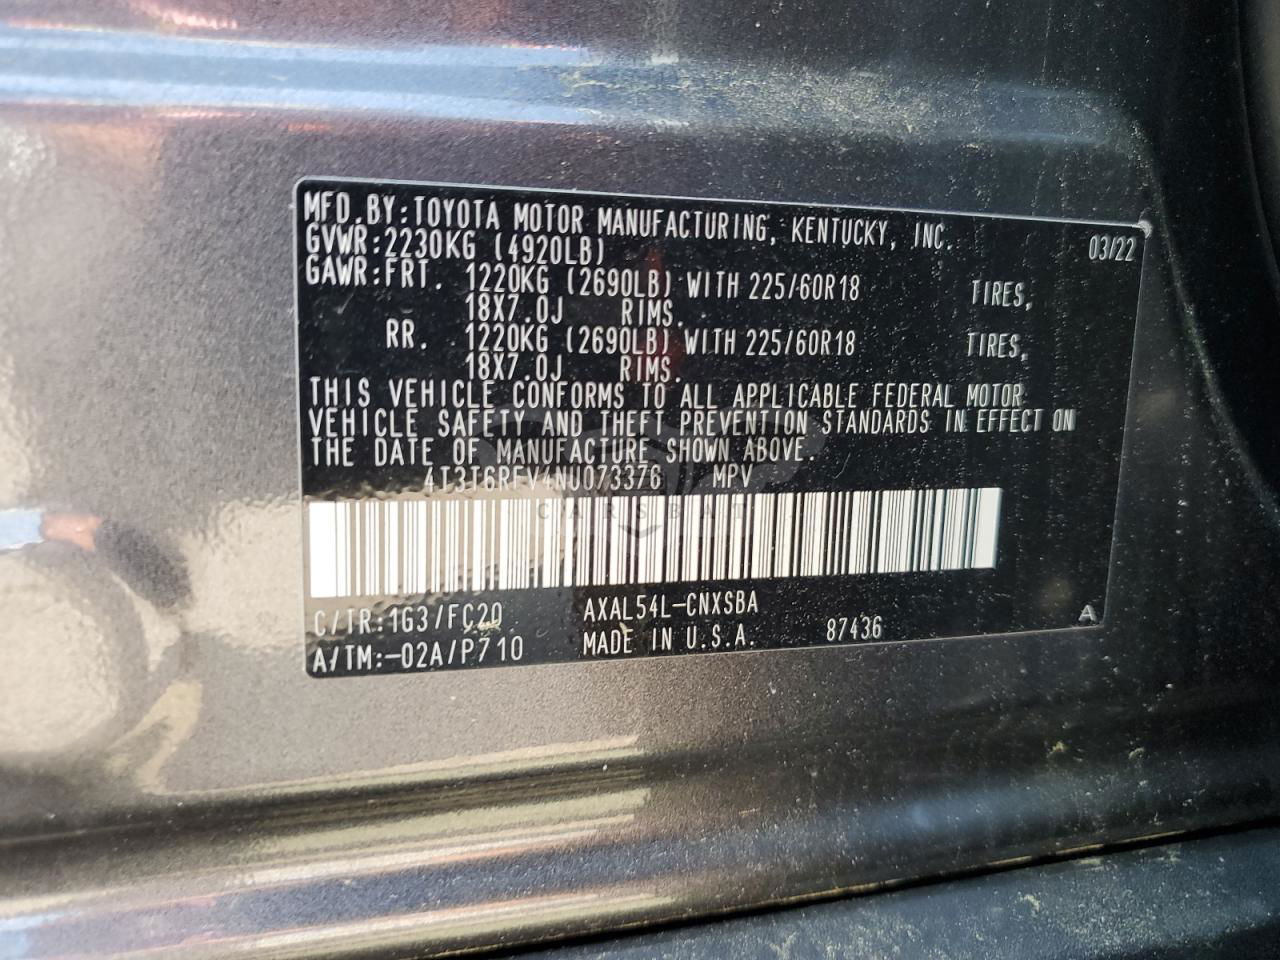 MFD.BY:TOYOTA MOTOR MANUFACTURING, KENTUCKY, INC. 03/22
GVWR:2230KG (4920LB)
GAWR:FRT. 1220KG (2690LB) WITH 225/60R18 TIRES,
18X7.0J RIMS,
RR. 1220KG (2690LB) WITH 225/60R18 TIRES,
18X7.0J RIMS,
THIS VEHICLE CONFORMS TO ALL APPLICABLE FEDERAL MOTOR
VEHICLE SAFETY AND THEFT PREVENTION STANDARDS IN EFFECT ON
THE DATE OF MANUFACTURE SHOWN ABOVE.
4T3T6RFV4NU073376 MPV
CARSBAT
C/TR:1G3/FC20 AXAL54L-CNXSBA
A/TM:-02A/P710 MADE IN U.S.A. 87436 A